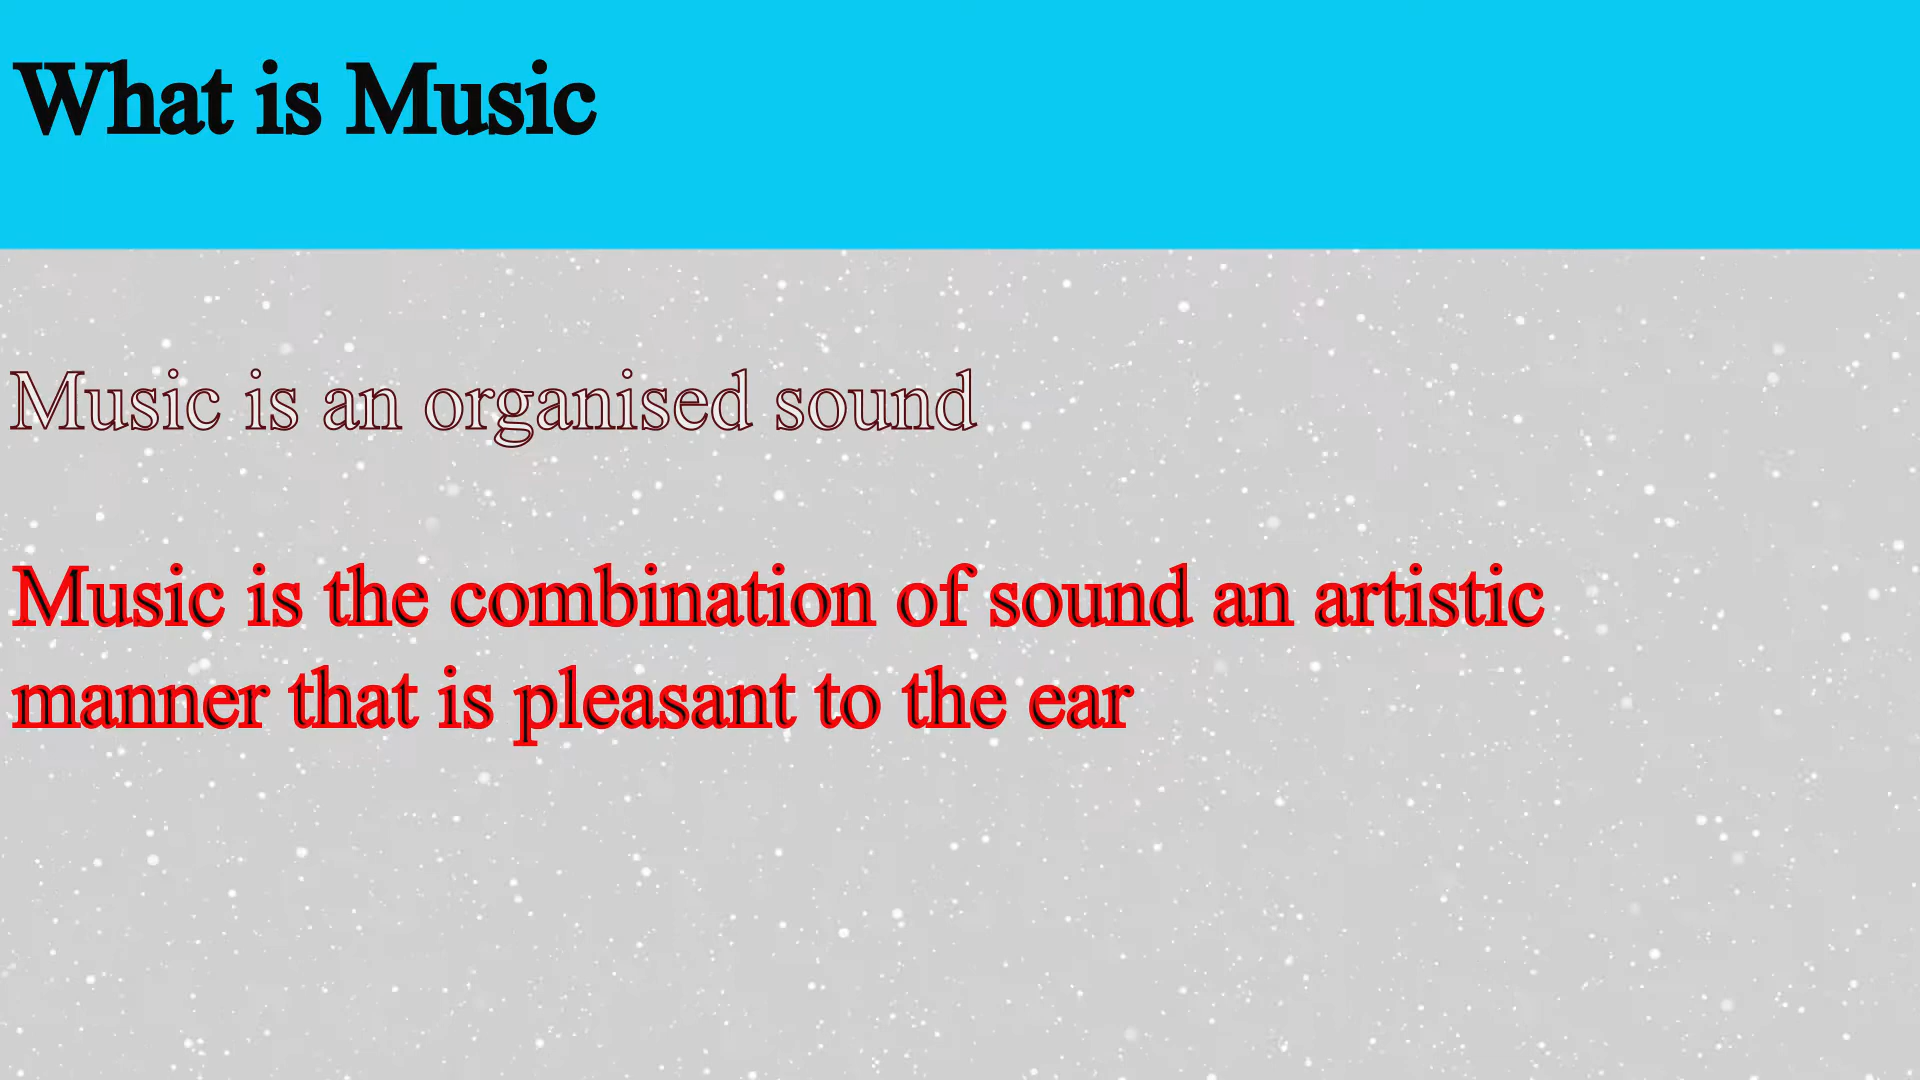 What is Music
Music is an organised sound
Music is the combination of sound an artistic
manner that is pleasant to the ear